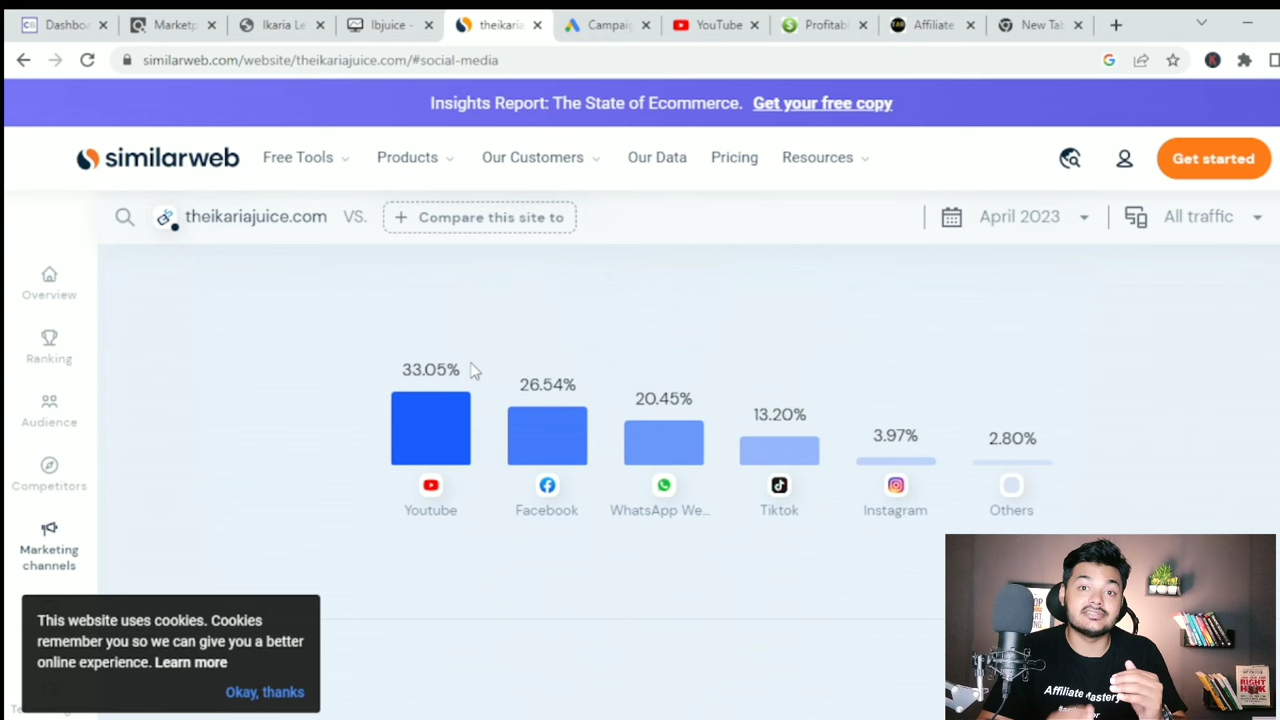 Dashbo
Marketp
Ikaria Le
lbjuice -
theikaria
Campaig
YouTube
Profitabl
Affiliate
New Tab
similarweb.com/website/theikariajuice.com/#social-media
Insights Report: The State of Ecommerce. Get your free copy
similarweb
Free Tools
Products
Our Customers
Our Data
Pricing
Resources
Get started
theikariajuice.com VS. + Compare this site to
April 2023
All traffic
Overview
Ranking
Audience
Competitors
Marketing
channels
33.05%
26.54%
20.45%
13.20%
3.97%
2.80%
Youtube
Facebook
WhatsApp We...
Tiktok
Instagram
Others
This website uses cookies. Cookies
remember you so we can give you a better
online experience. Learn more
Okay, thanks
Affiliate Mastery
RIGHT